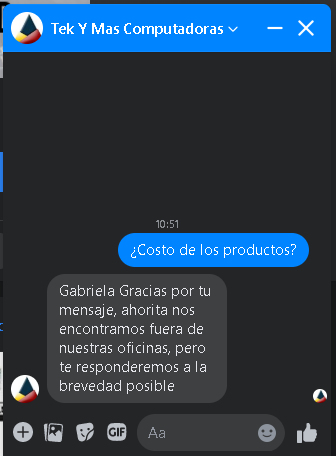 Tek Y Mas Computadoras
10:51
¿Costo de los productos?
Gabriela Gracias por tu
mensaje, ahorita nos
encontramos fuera de
nuestras oficinas, pero
te responderemos a la
brevedad posible
GIF
Aa